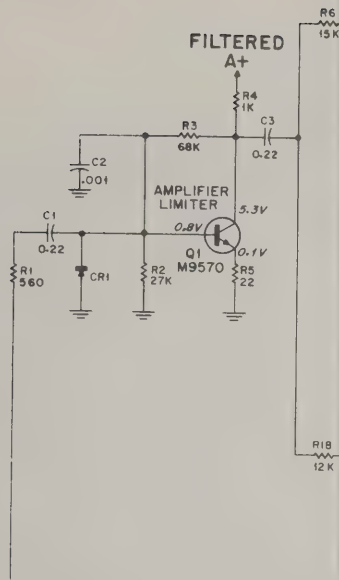 R6
15K
FILTERED
A+
R4
1K
R3
68K
C3
0.22
C2
.001
AMPLIFIER
LIMITER
5.3V
C1
0.22
0.8V
Q1
M9570
0.1V
R1
560
CR1
R2
27K
R5
22
R18
12K